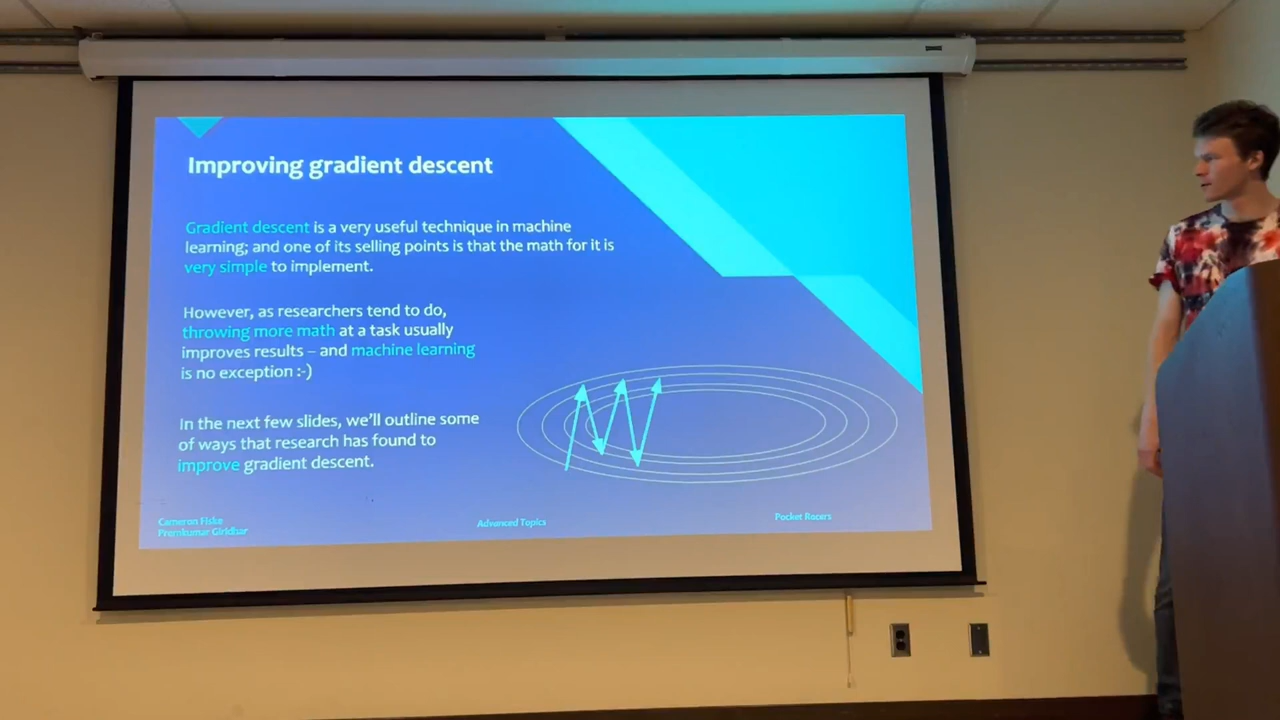 Improving gradient descent
Gradient descent is a very useful technique in machine
learning; and one of its selling points is that the math for it is
very simple to implement.
However, as researchers tend to do,
throwing more math at a task usually
improves results – and machine learning
is no exception :-)
In the next few slides, we'll outline some
of ways that research has found to
improve gradient descent.
Cameron Fiske
Premkumar Giridhar
Advanced Topics
Pocket Racers